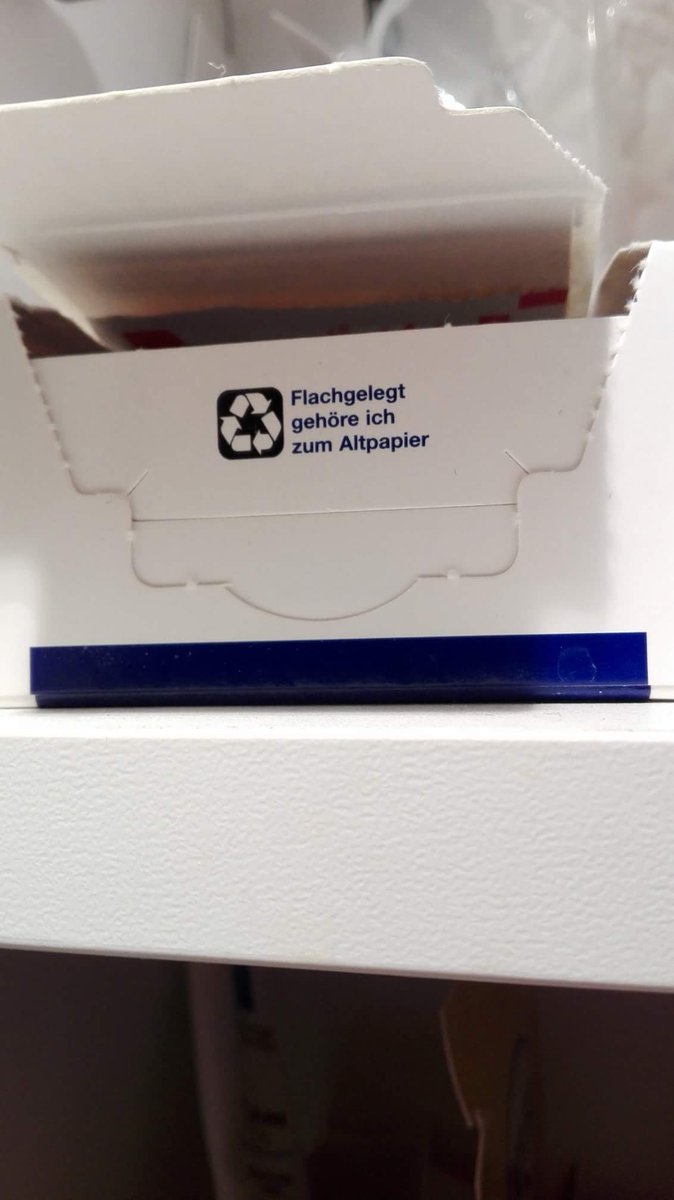 Flachgelegt
gehöre ich
zum Altpapier